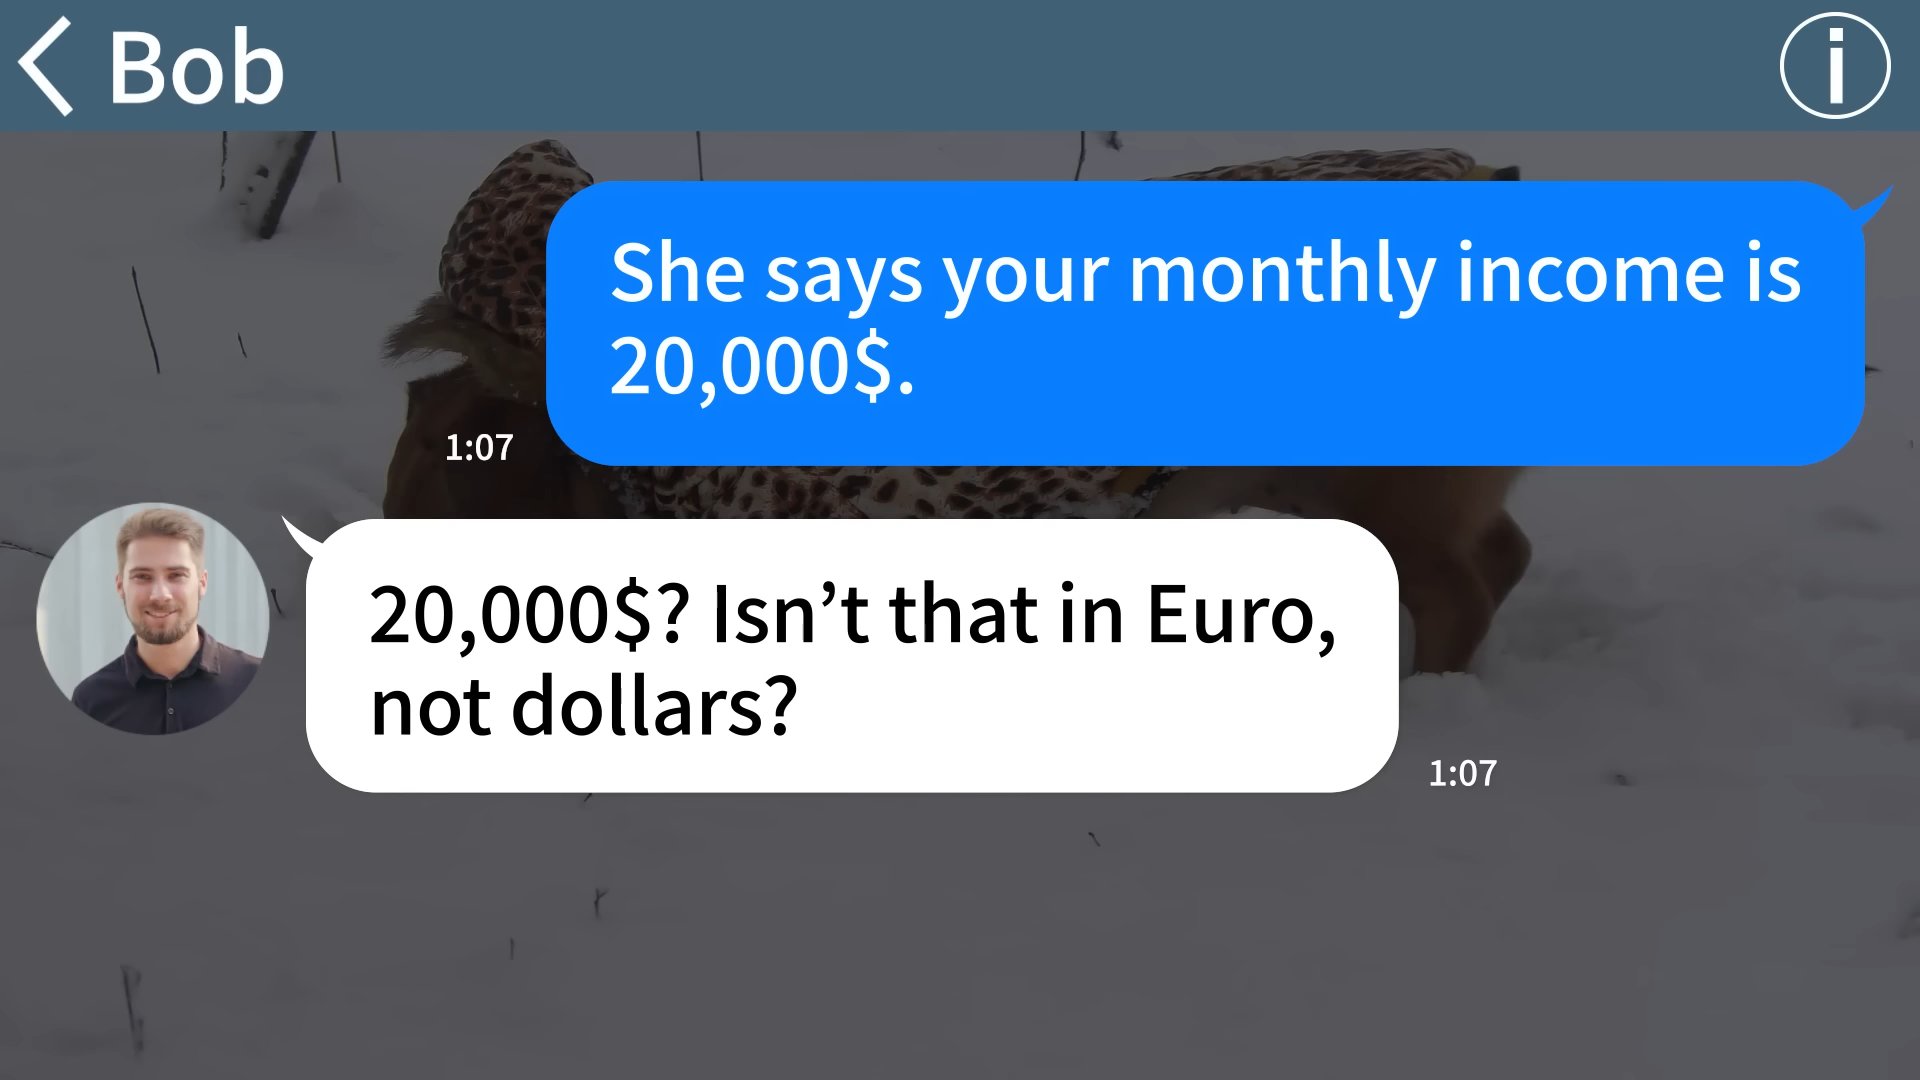 Bob
She says your monthly income is
20,000$.
1:07
20,000$? Isn’t that in Euro,
not dollars?
1:07